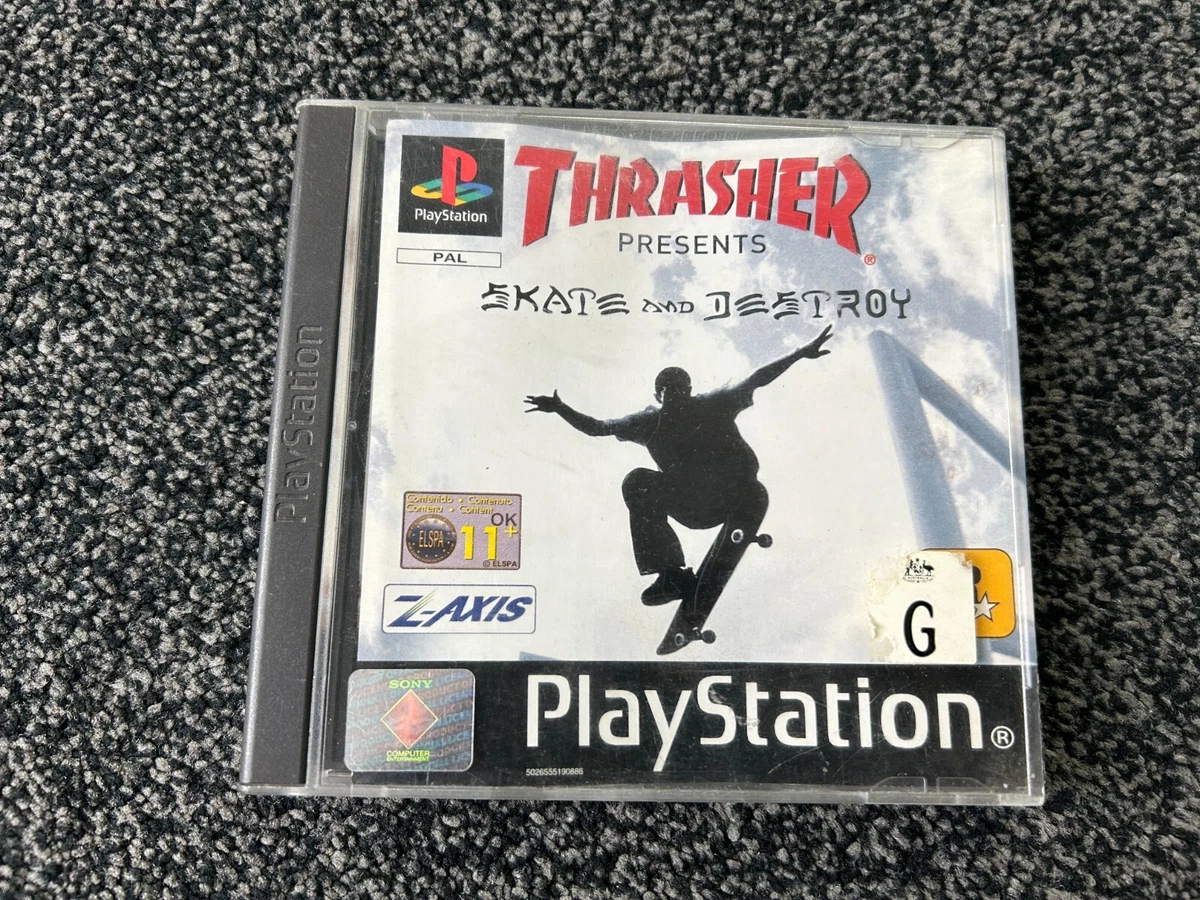 PlayStation
PlayStation
PAL
THRASHER
PRESENTS
®
SKATE AND DESTROY
Contenido • Contenuto
Contenu • Content
OK
ELSPA
11+
© ELSPA
Z-AXIS
G
SONY
COMPUTER
ENTERTAINMENT
PlayStation®
5026555190886